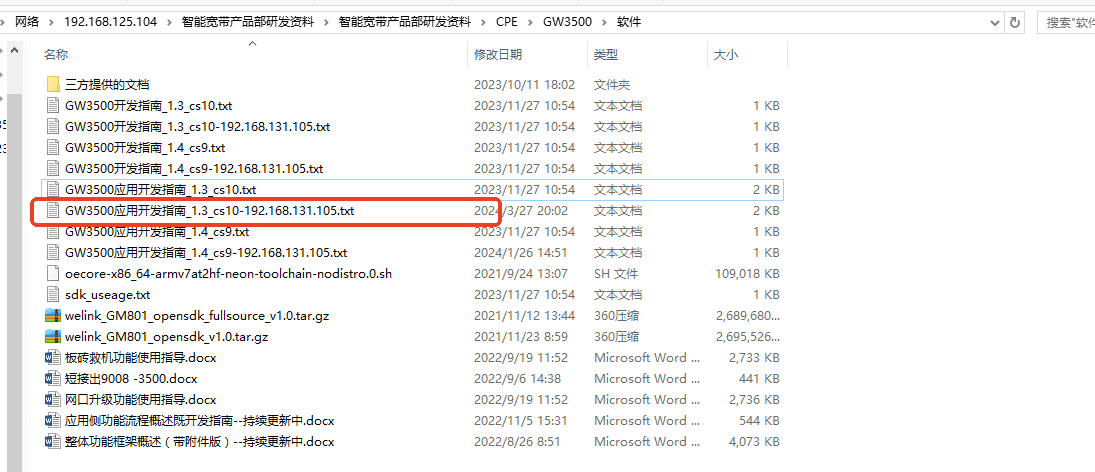 网络 > 192.168.125.104 > 智能宽带产品部研发资料 > 智能宽带产品部研发资料 > CPE > GW3500 > 软件 搜索"软件
名称 修改日期 类型 大小
三方提供的文档 2023/10/11 18:02 文件夹
GW3500开发指南_1.3_cs10.txt 2023/11/27 10:54 文本文档 1 KB
GW3500开发指南_1.3_cs10-192.168.131.105.txt 2023/11/27 10:54 文本文档 1 KB
GW3500开发指南_1.4_cs9.txt 2023/11/27 10:54 文本文档 1 KB
GW3500开发指南_1.4_cs9-192.168.131.105.txt 2023/11/27 10:54 文本文档 1 KB
GW3500应用开发指南_1.3_cs10.txt 2023/11/27 10:54 文本文档 2 KB
GW3500应用开发指南_1.3_cs10-192.168.131.105.txt 2024/3/27 20:02 文本文档 2 KB
GW3500应用开发指南_1.4_cs9.txt 2023/11/27 10:54 文本文档 1 KB
GW3500应用开发指南_1.4_cs9-192.168.131.105.txt 2024/1/26 14:51 文本文档 1 KB
oecore-x86_64-armv7at2hf-neon-toolchain-nodistro.0.sh 2021/9/24 13:07 SH 文件 109,018 KB
sdk_useage.txt 2023/11/27 10:54 文本文档 1 KB
welink_GM801_opensdk_fullsource_v1.0.tar.gz 2021/11/12 13:44 360压缩 2,689,680...
welink_GM801_opensdk_v1.0.tar.gz 2021/11/23 8:59 360压缩 2,695,526...
板砖救机功能使用指导.docx 2022/9/19 11:52 Microsoft Word ... 2,733 KB
短接出9008 -3500.docx 2022/9/6 14:38 Microsoft Word ... 441 KB
网口升级功能使用指导.docx 2022/9/19 11:52 Microsoft Word ... 2,736 KB
应用侧功能流程概述既开发指南--持续更新中.docx 2022/11/5 15:31 Microsoft Word ... 544 KB
整体功能框架概述（带附件版）--持续更新中.docx 2022/8/26 8:51 Microsoft Word ... 4,073 KB